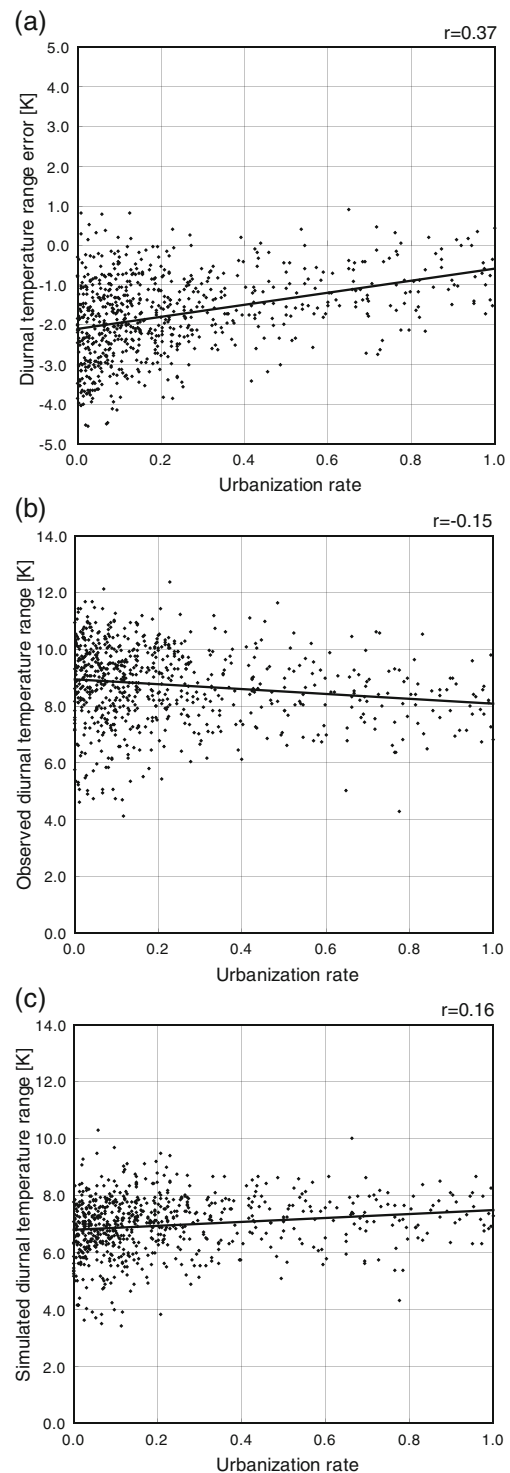 (a)
r=0.37
Diurnal temperature range error [K]
5.0
4.0
3.0
2.0
1.0
0.0
-1.0
-2.0
-3.0
-4.0
-5.0
0.0 0.2 0.4 0.6 0.8 1.0
Urbanization rate
(b)
r=-0.15
Observed diurnal temperature range [K]
14.0
12.0
10.0
8.0
6.0
4.0
2.0
0.0
0.0 0.2 0.4 0.6 0.8 1.0
Urbanization rate
(c)
r=0.16
Simulated diurnal temperature range [K]
14.0
12.0
10.0
8.0
6.0
4.0
2.0
0.0
0.0 0.2 0.4 0.6 0.8 1.0
Urbanization rate